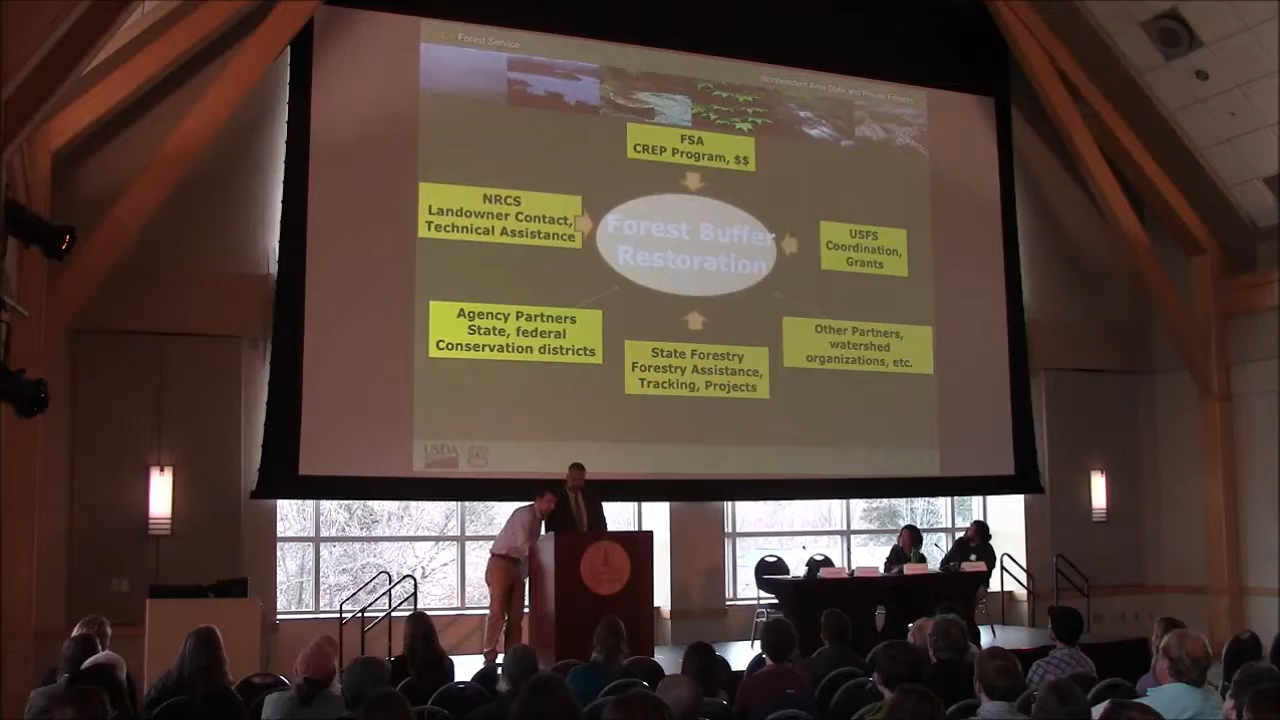 Forest Service
Northeastern Area State and Private Forestry
FSA
CREP Program, $$
NRCS
Landowner Contact,
Technical Assistance
Forest Buffer
Restoration
USFS
Coordination,
Grants
Agency Partners
State, federal
Conservation districts
State Forestry
Forestry Assistance,
Tracking, Projects
Other Partners,
watershed
organizations, etc.
USDA